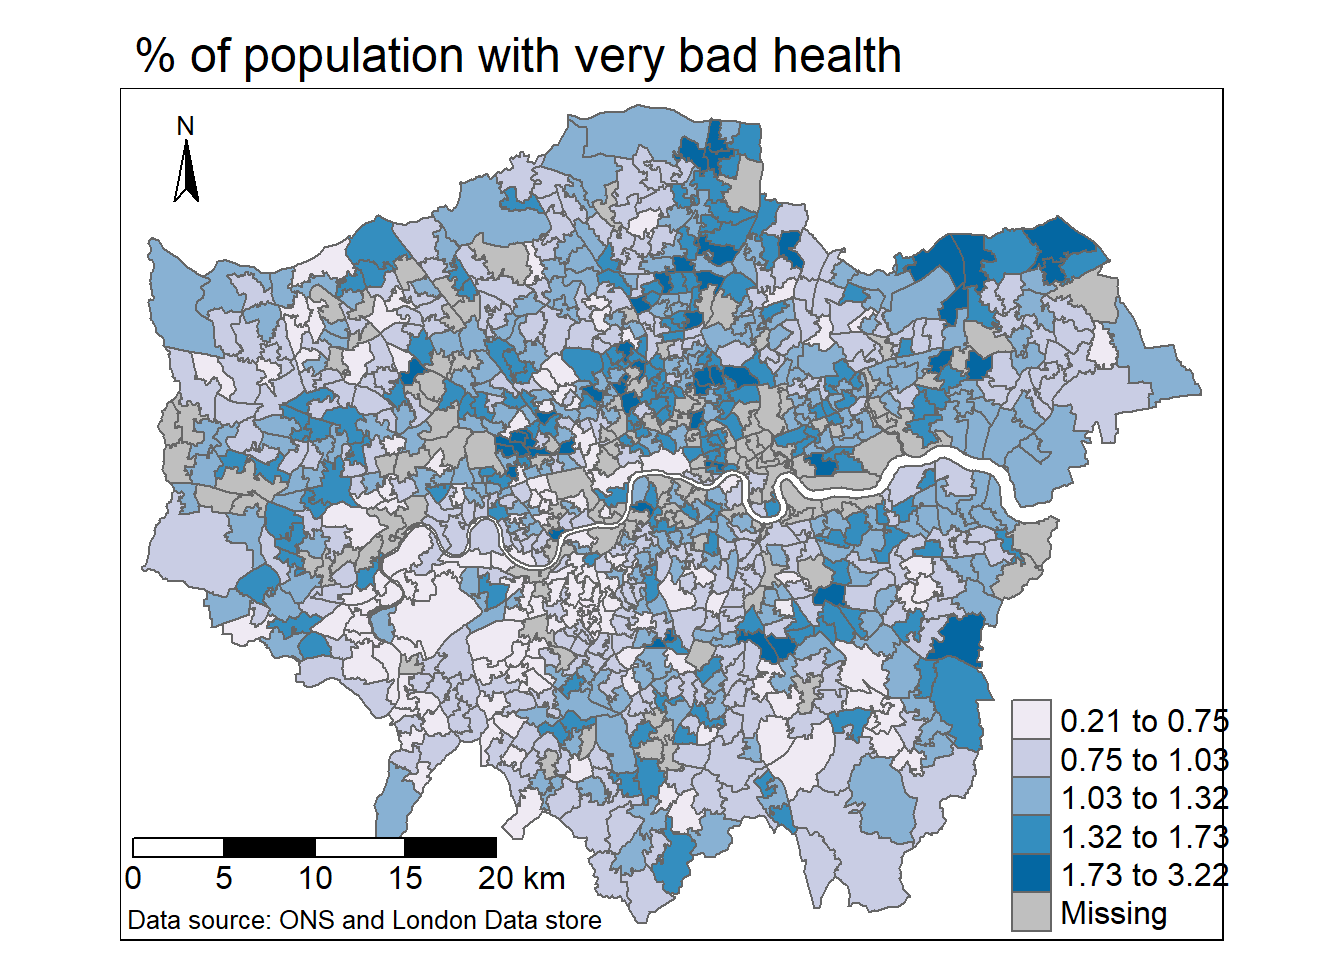 % of population with very bad health
N
0.21 to 0.75
0.75 to 1.03
1.03 to 1.32
1.32 to 1.73
1.73 to 3.22
Missing
0 5 10 15 20 km
Data source: ONS and London Data store